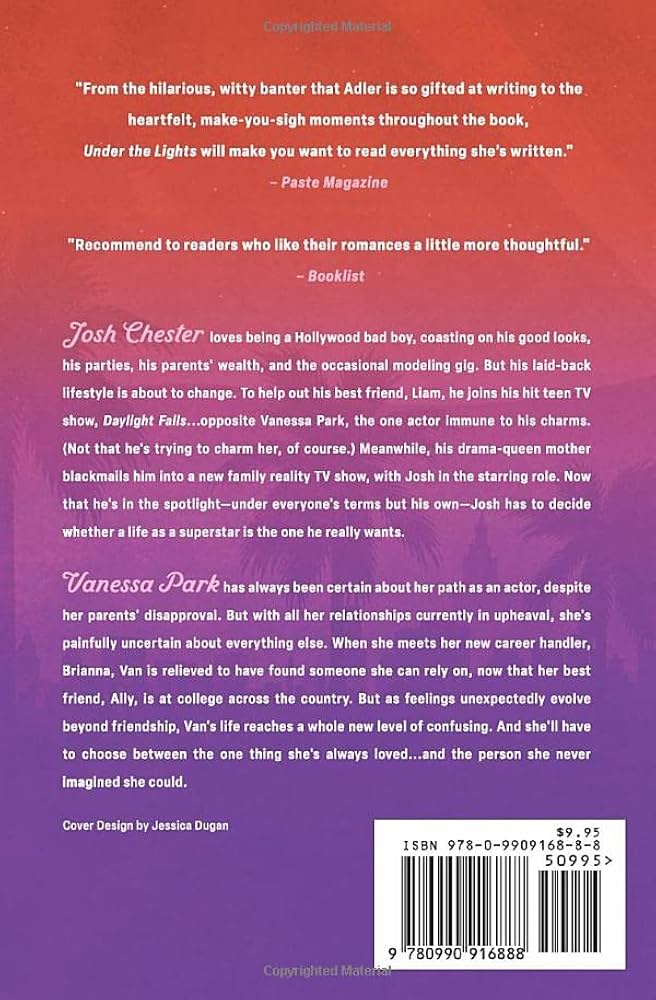 Copyrighted Material
"From the hilarious, witty banter that Adler is so gifted at writing to the
heartfelt, make-you-sigh moments throughout the book,
Under the Lights will make you want to read everything she's written."
– Paste Magazine
"Recommend to readers who like their romances a little more thoughtful."
– Booklist
Josh Chester loves being a Hollywood bad boy, coasting on his good looks,
his parties, his parents' wealth, and the occasional modeling gig. But his laid-back
lifestyle is about to change. To help out his best friend, Liam, he joins his hit teen TV
show, Daylight Falls...opposite Vanessa Park, the one actor immune to his charms.
(Not that he's trying to charm her, of course.) Meanwhile, his drama-queen mother
blackmails him into a new family reality TV show, with Josh in the starring role. Now
that he's in the spotlight—under everyone's terms but his own—Josh has to decide
whether a life as a superstar is the one he really wants.
Vanessa Park has always been certain about her path as an actor, despite
her parents' disapproval. But with all her relationships currently in upheaval, she's
painfully uncertain about everything else. When she meets her new career handler,
Brianna, Van is relieved to have found someone she can rely on, now that her best
friend, Ally, is at college across the country. But as feelings unexpectedly evolve
beyond friendship, Van's life reaches a whole new level of confusing. And she'll have
to choose between the one thing she's always loved...and the person she never
imagined she could.
Cover Design by Jessica Dugan
$9.95
ISBN 978-0-9909168-8-8
50995>
9 780990 916888
Copyrighted Material